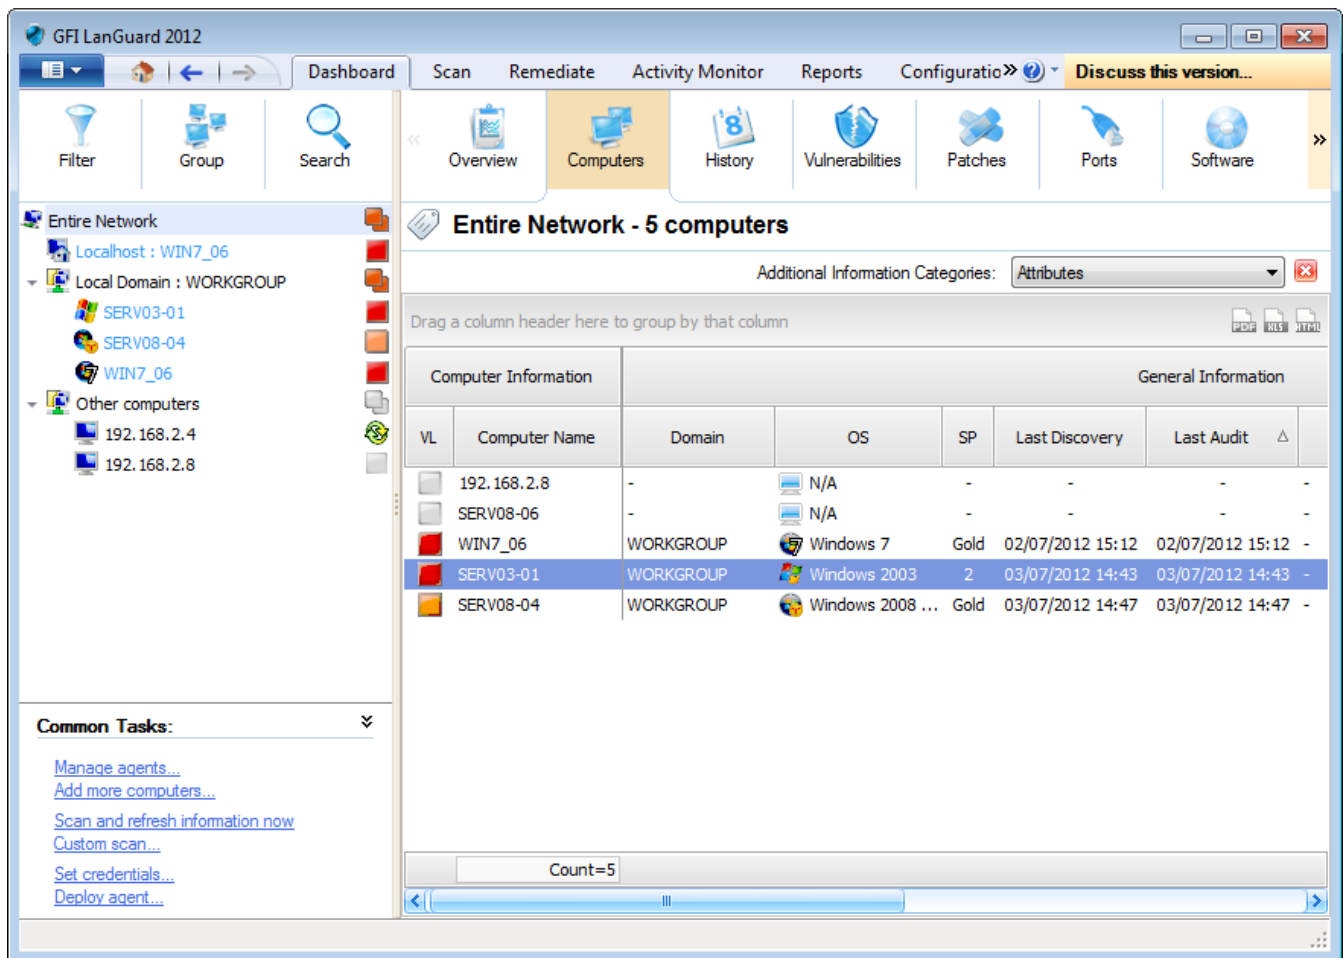 GFI LanGuard 2012
Dashboard Scan Remediate Activity Monitor Reports Configuratio» Discuss this version...
Filter Group Search Overview Computers History Vulnerabilities Patches Ports Software
8
Entire Network
Localhost : WIN7_06
Local Domain : WORKGROUP
SERV03-01
SERV08-04
WIN7_06
Other computers
192.168.2.4
192.168.2.8
Common Tasks:
Manage agents...
Add more computers...
Scan and refresh information now
Custom scan...
Set credentials...
Deploy agent...
Entire Network - 5 computers
Additional Information Categories: Attributes
Drag a column header here to group by that column PDF XLS HTML
Computer Information General Information
VL Computer Name Domain OS SP Last Discovery Last Audit
192.168.2.8 - N/A - - - -
SERV08-06 - N/A - - - -
WIN7_06 WORKGROUP Windows 7 Gold 02/07/2012 15:12 02/07/2012 15:12 -
SERV03-01 WORKGROUP Windows 2003 2 03/07/2012 14:43 03/07/2012 14:43 -
SERV08-04 WORKGROUP Windows 2008 ... Gold 03/07/2012 14:47 03/07/2012 14:47 -
Count=5